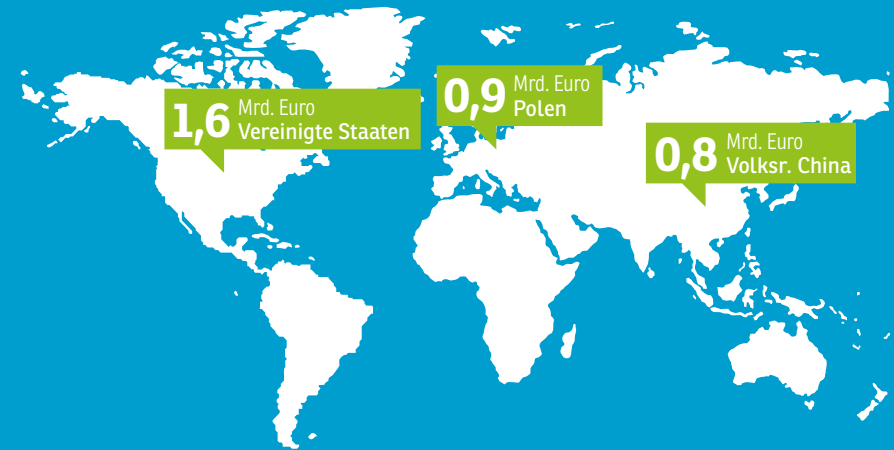 1,6 Mrd. Euro
Vereinigte Staaten
0,9 Mrd. Euro
Polen
0,8 Mrd. Euro
Volksr. China